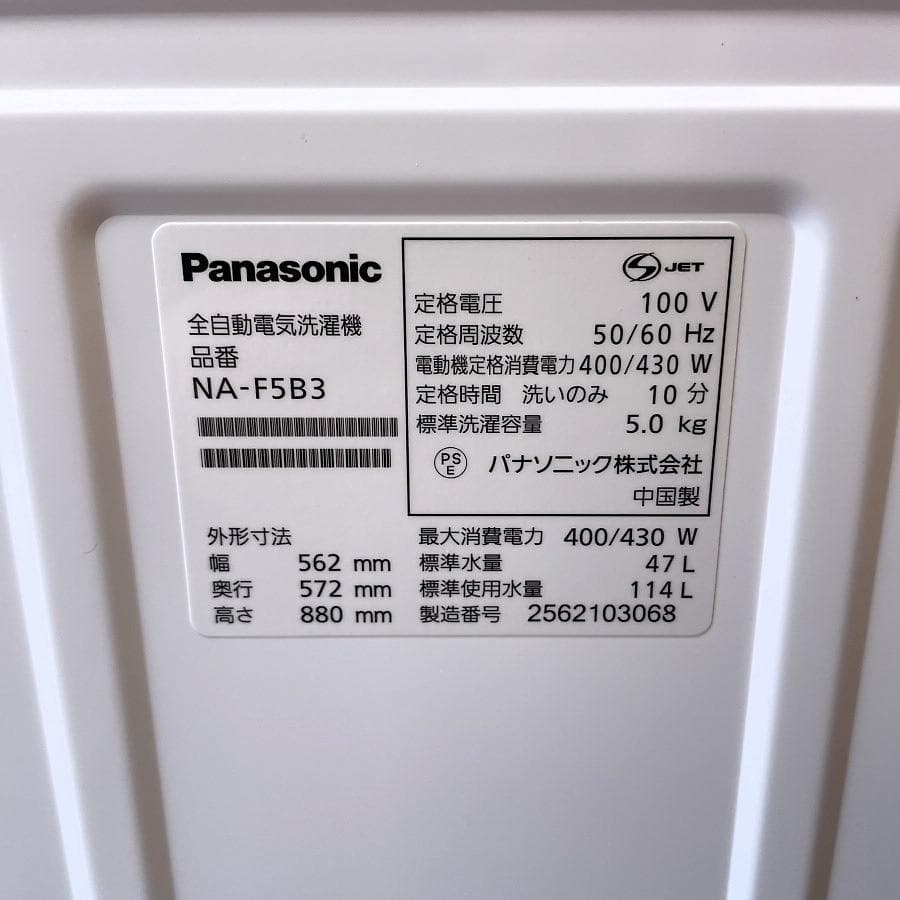 Panasonic
全自動電気洗濯機
品番
NA-F5B3
S JET
定格電圧 100 V
定格周波数 50/60 Hz
電動機定格消費電力 400/430 W
定格時間 洗いのみ 10 分
標準洗濯容量 5.0 kg
PS E パナソニック株式会社
中国製
外形寸法
幅 562 mm
奥行 572 mm
高さ 880 mm
最大消費電力 400/430 W
標準水量 47 L
標準使用水量 114 L
製造番号 2562103068